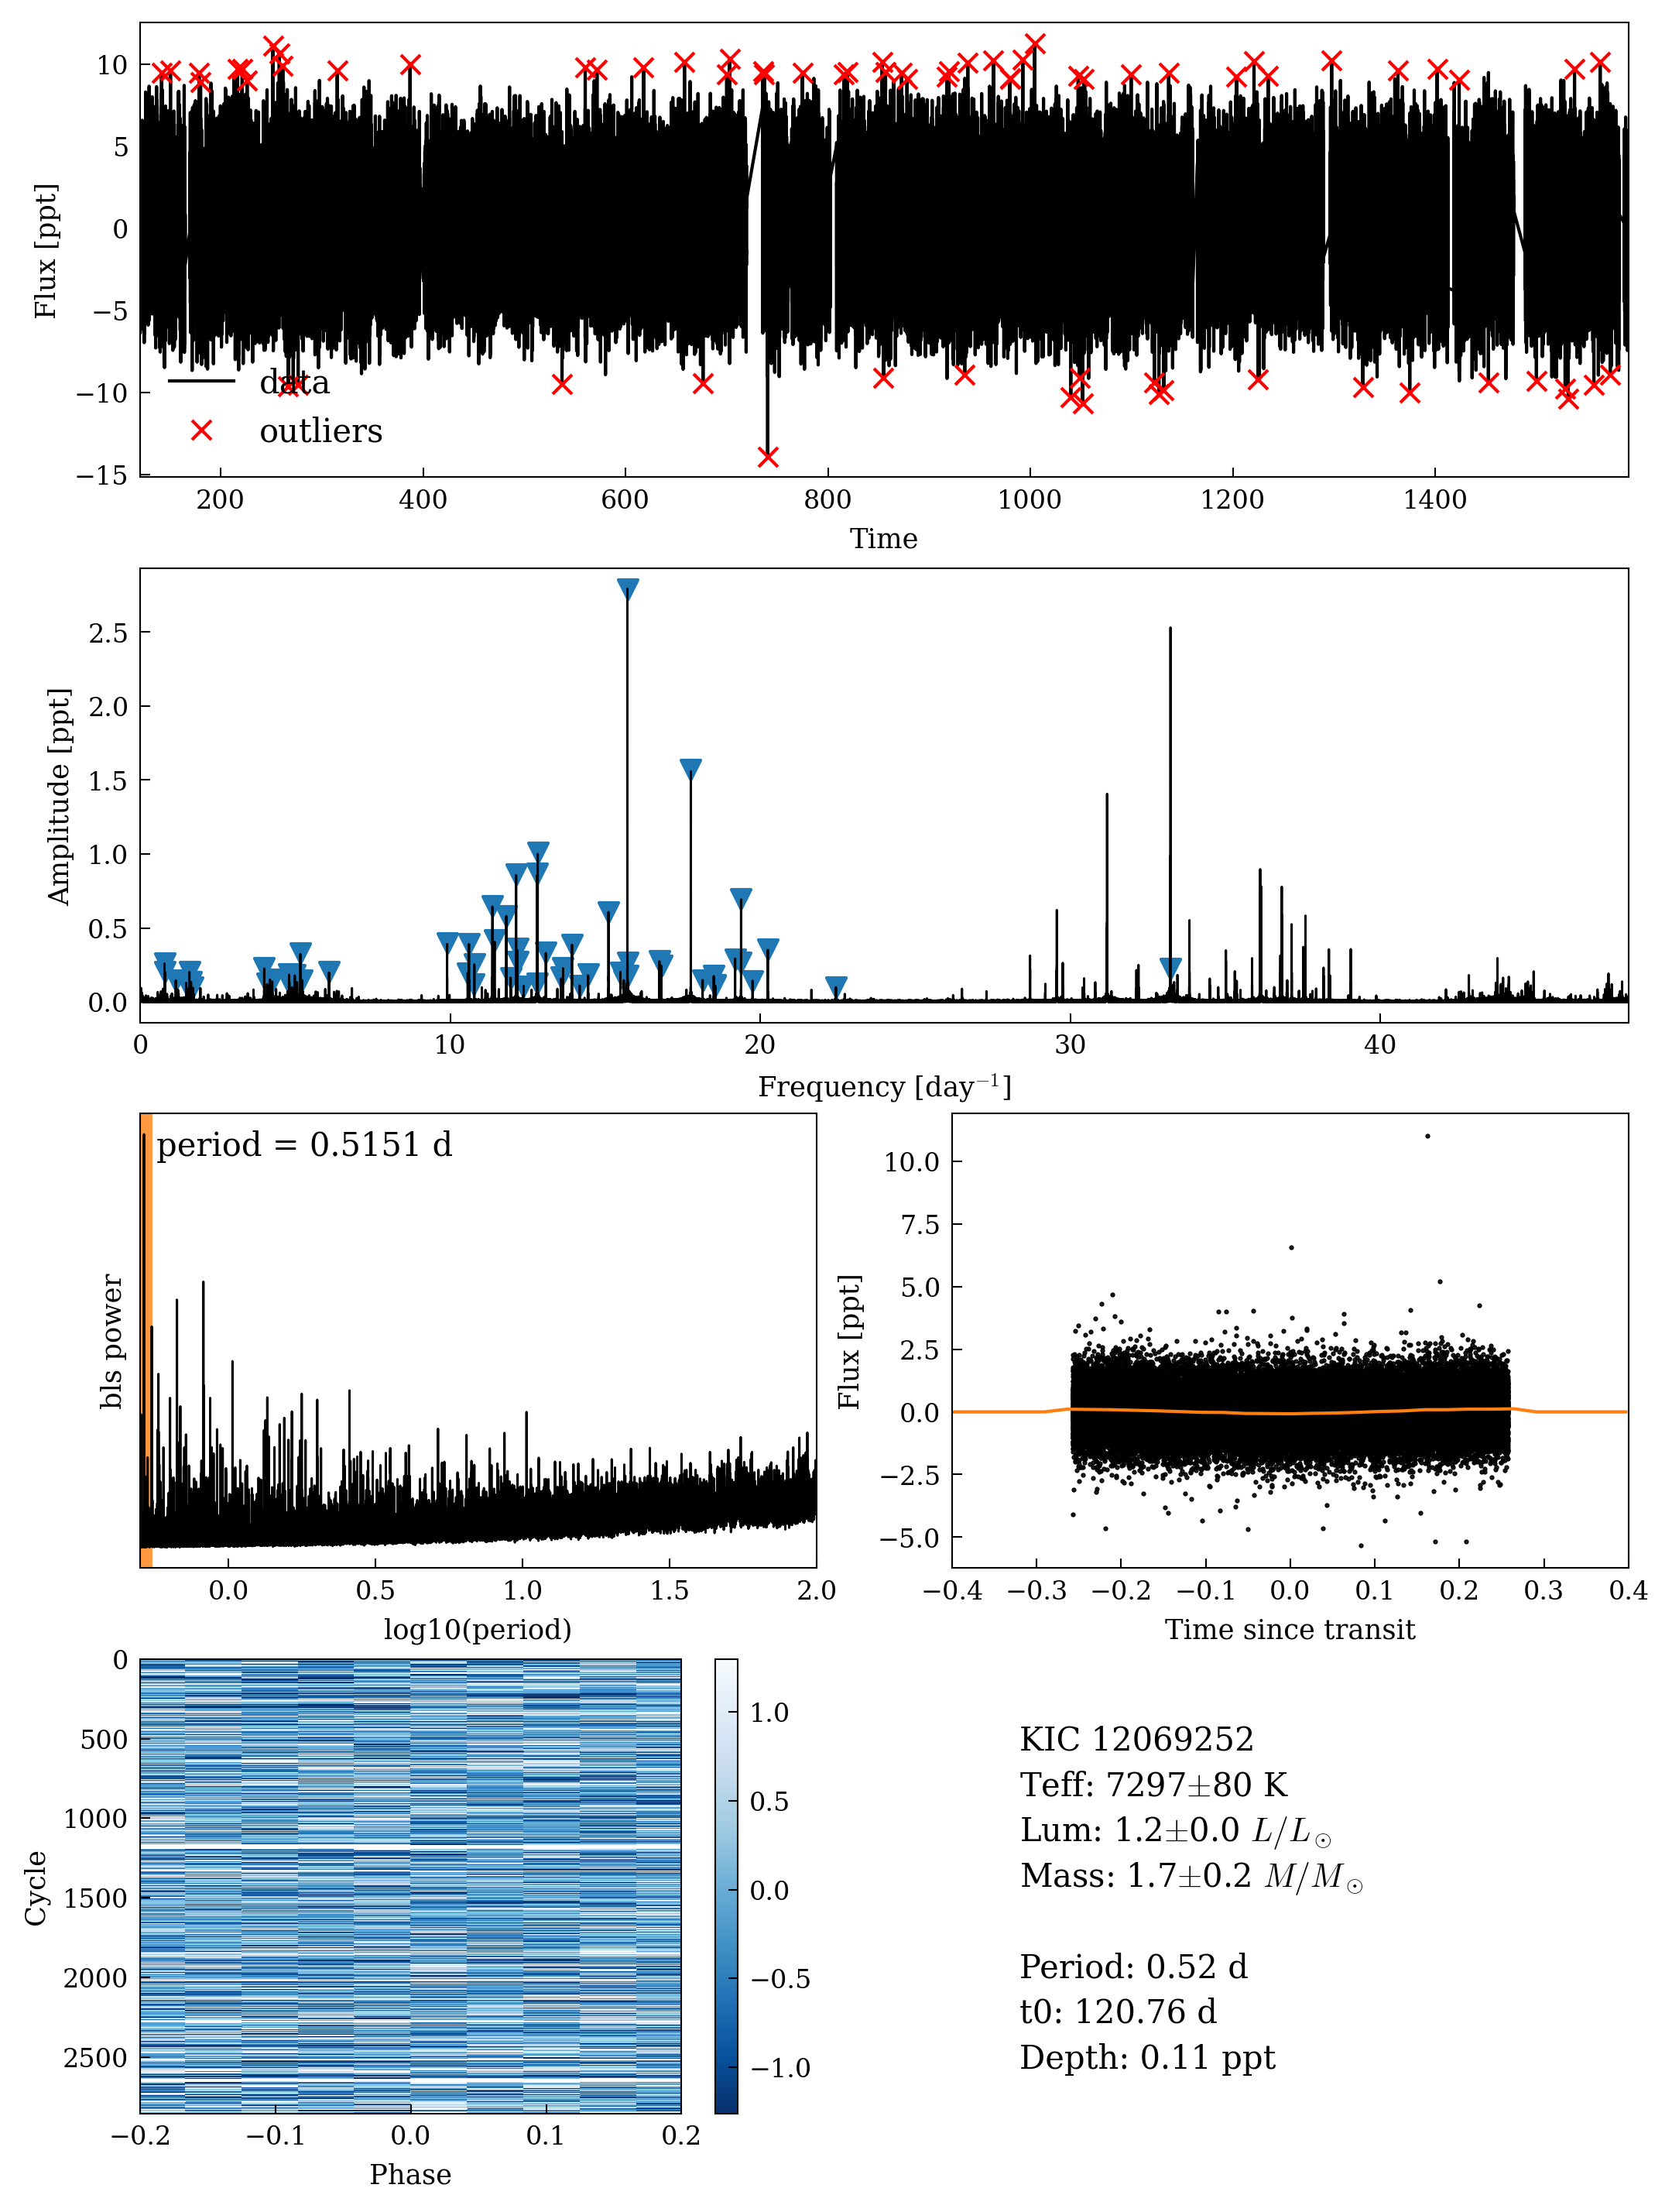 10
5
0
−5
−10
−15
Flux [ppt]
data
outliers
200 400 600 800 1000 1200 1400
Time
2.5
2.0
1.5
1.0
0.5
0.0
Amplitude [ppt]
0 10 20 30 40
Frequency [day⁻¹]
period = 0.5151 d
bls power
0.0 0.5 1.0 1.5 2.0
log10(period)
10.0
7.5
5.0
2.5
0.0
−2.5
−5.0
Flux [ppt]
−0.4 −0.3 −0.2 −0.1 0.0 0.1 0.2 0.3 0.4
Time since transit
0
500
1000
1500
2000
2500
Cycle
−0.2 −0.1 0.0 0.1 0.2
Phase
1.0
0.5
0.0
−0.5
−1.0
KIC 12069252
Teff: 7297±80 K
Lum: 1.2±0.0 L/L☉
Mass: 1.7±0.2 M/M☉
Period: 0.52 d
t0: 120.76 d
Depth: 0.11 ppt